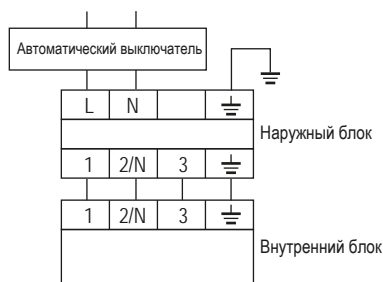 Автоматический выключатель
L N
Наружный блок
1 2/N 3
1 2/N 3
Внутренний блок